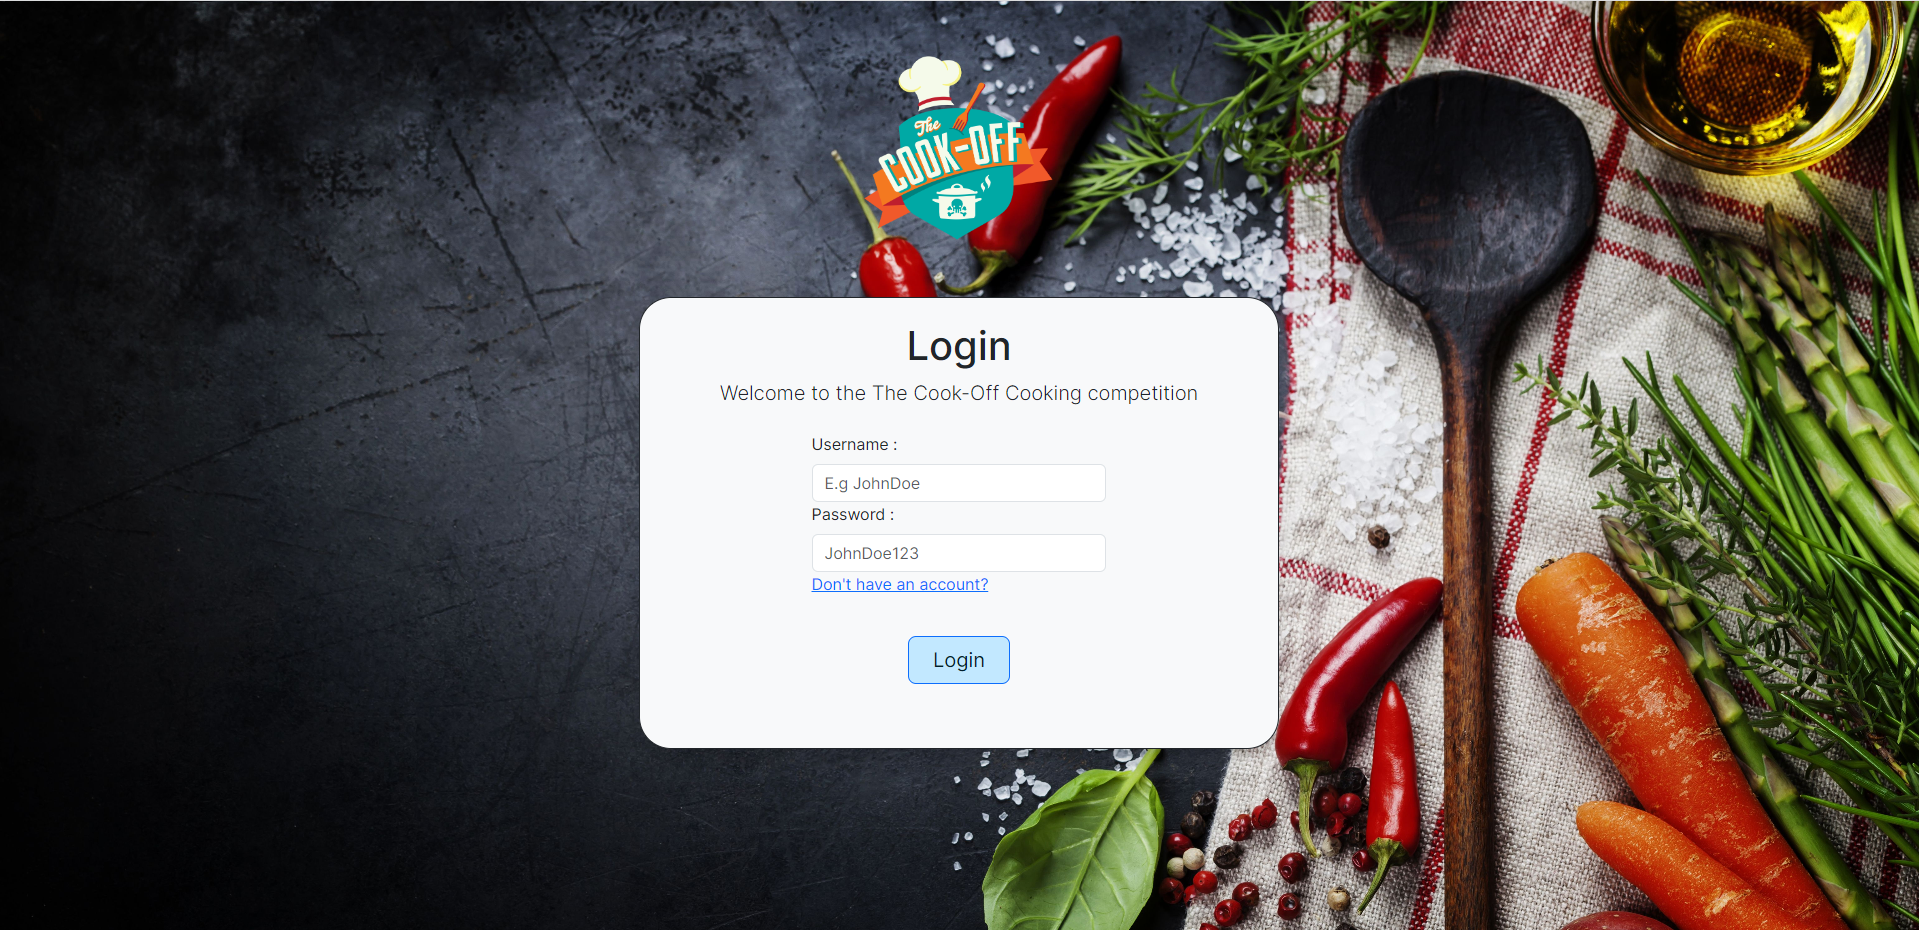 The
COOK-OFF
Login
Welcome to the The Cook-Off Cooking competition
Username :
E.g JohnDoe
Password :
JohnDoe123
Don't have an account?
Login